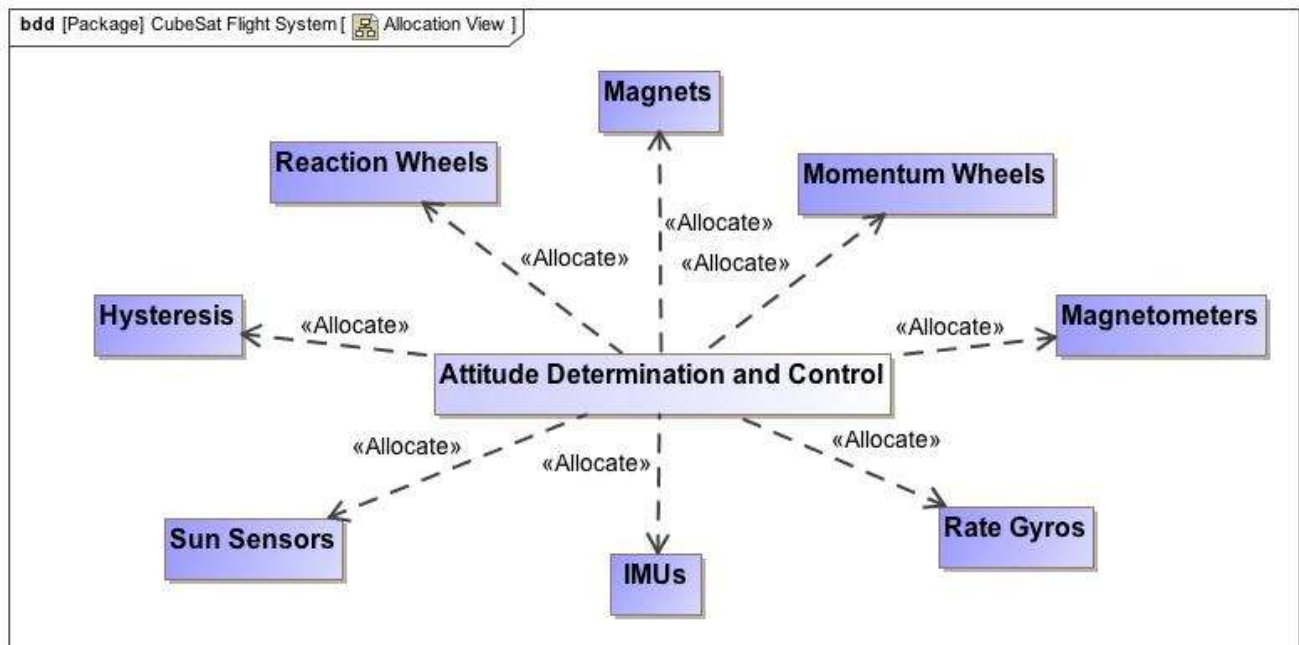 bdd [Package] CubeSat Flight System [ Allocation View ]
Magnets
Reaction Wheels
Momentum Wheels
«Allocate»
«Allocate»
«Allocate»
Hysteresis
Magnetometers
«Allocate»
«Allocate»
Attitude Determination and Control
«Allocate»
«Allocate»
«Allocate»
Sun Sensors
Rate Gyros
IMUs